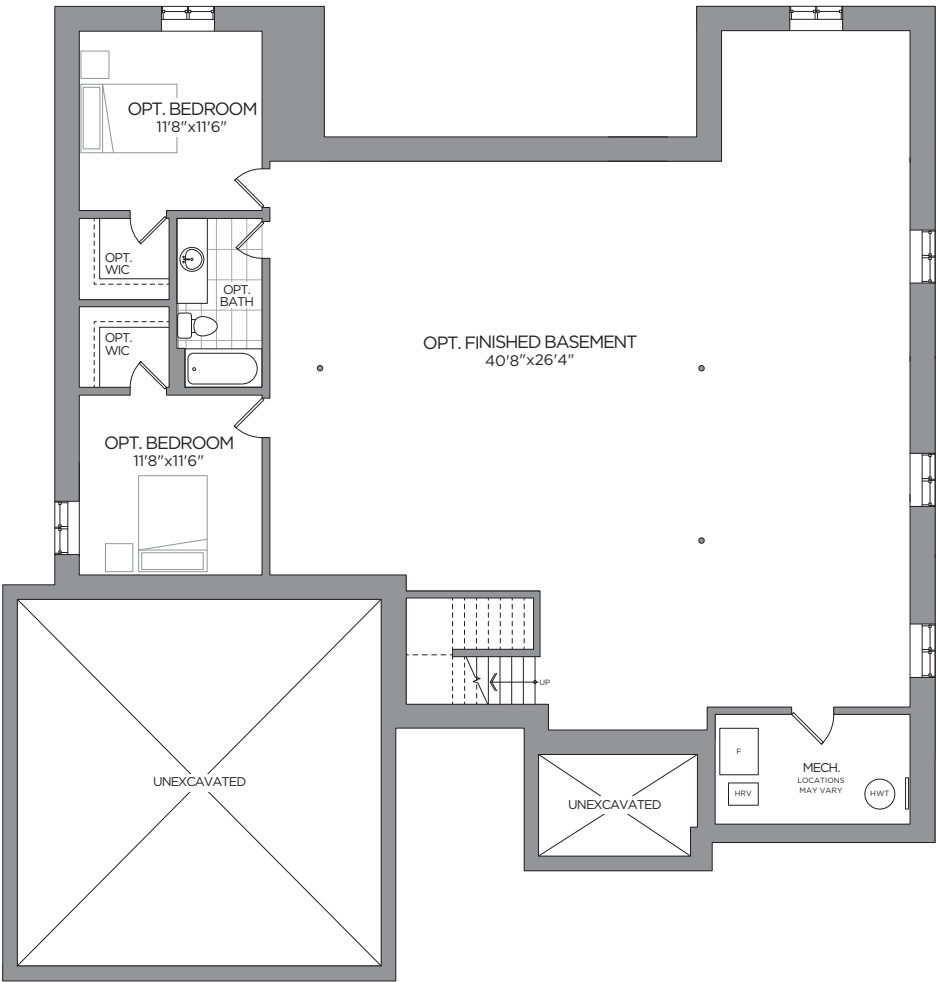 OPT. BEDROOM
11'8"x11'6"
OPT.
WIC
OPT.
BATH
OPT.
WIC
OPT. FINISHED BASEMENT
40'8"x26'4"
OPT. BEDROOM
11'8"x11'6"
UP
UNEXCAVATED
UNEXCAVATED
F
HRV
MECH.
LOCATIONS
MAY VARY
HWT